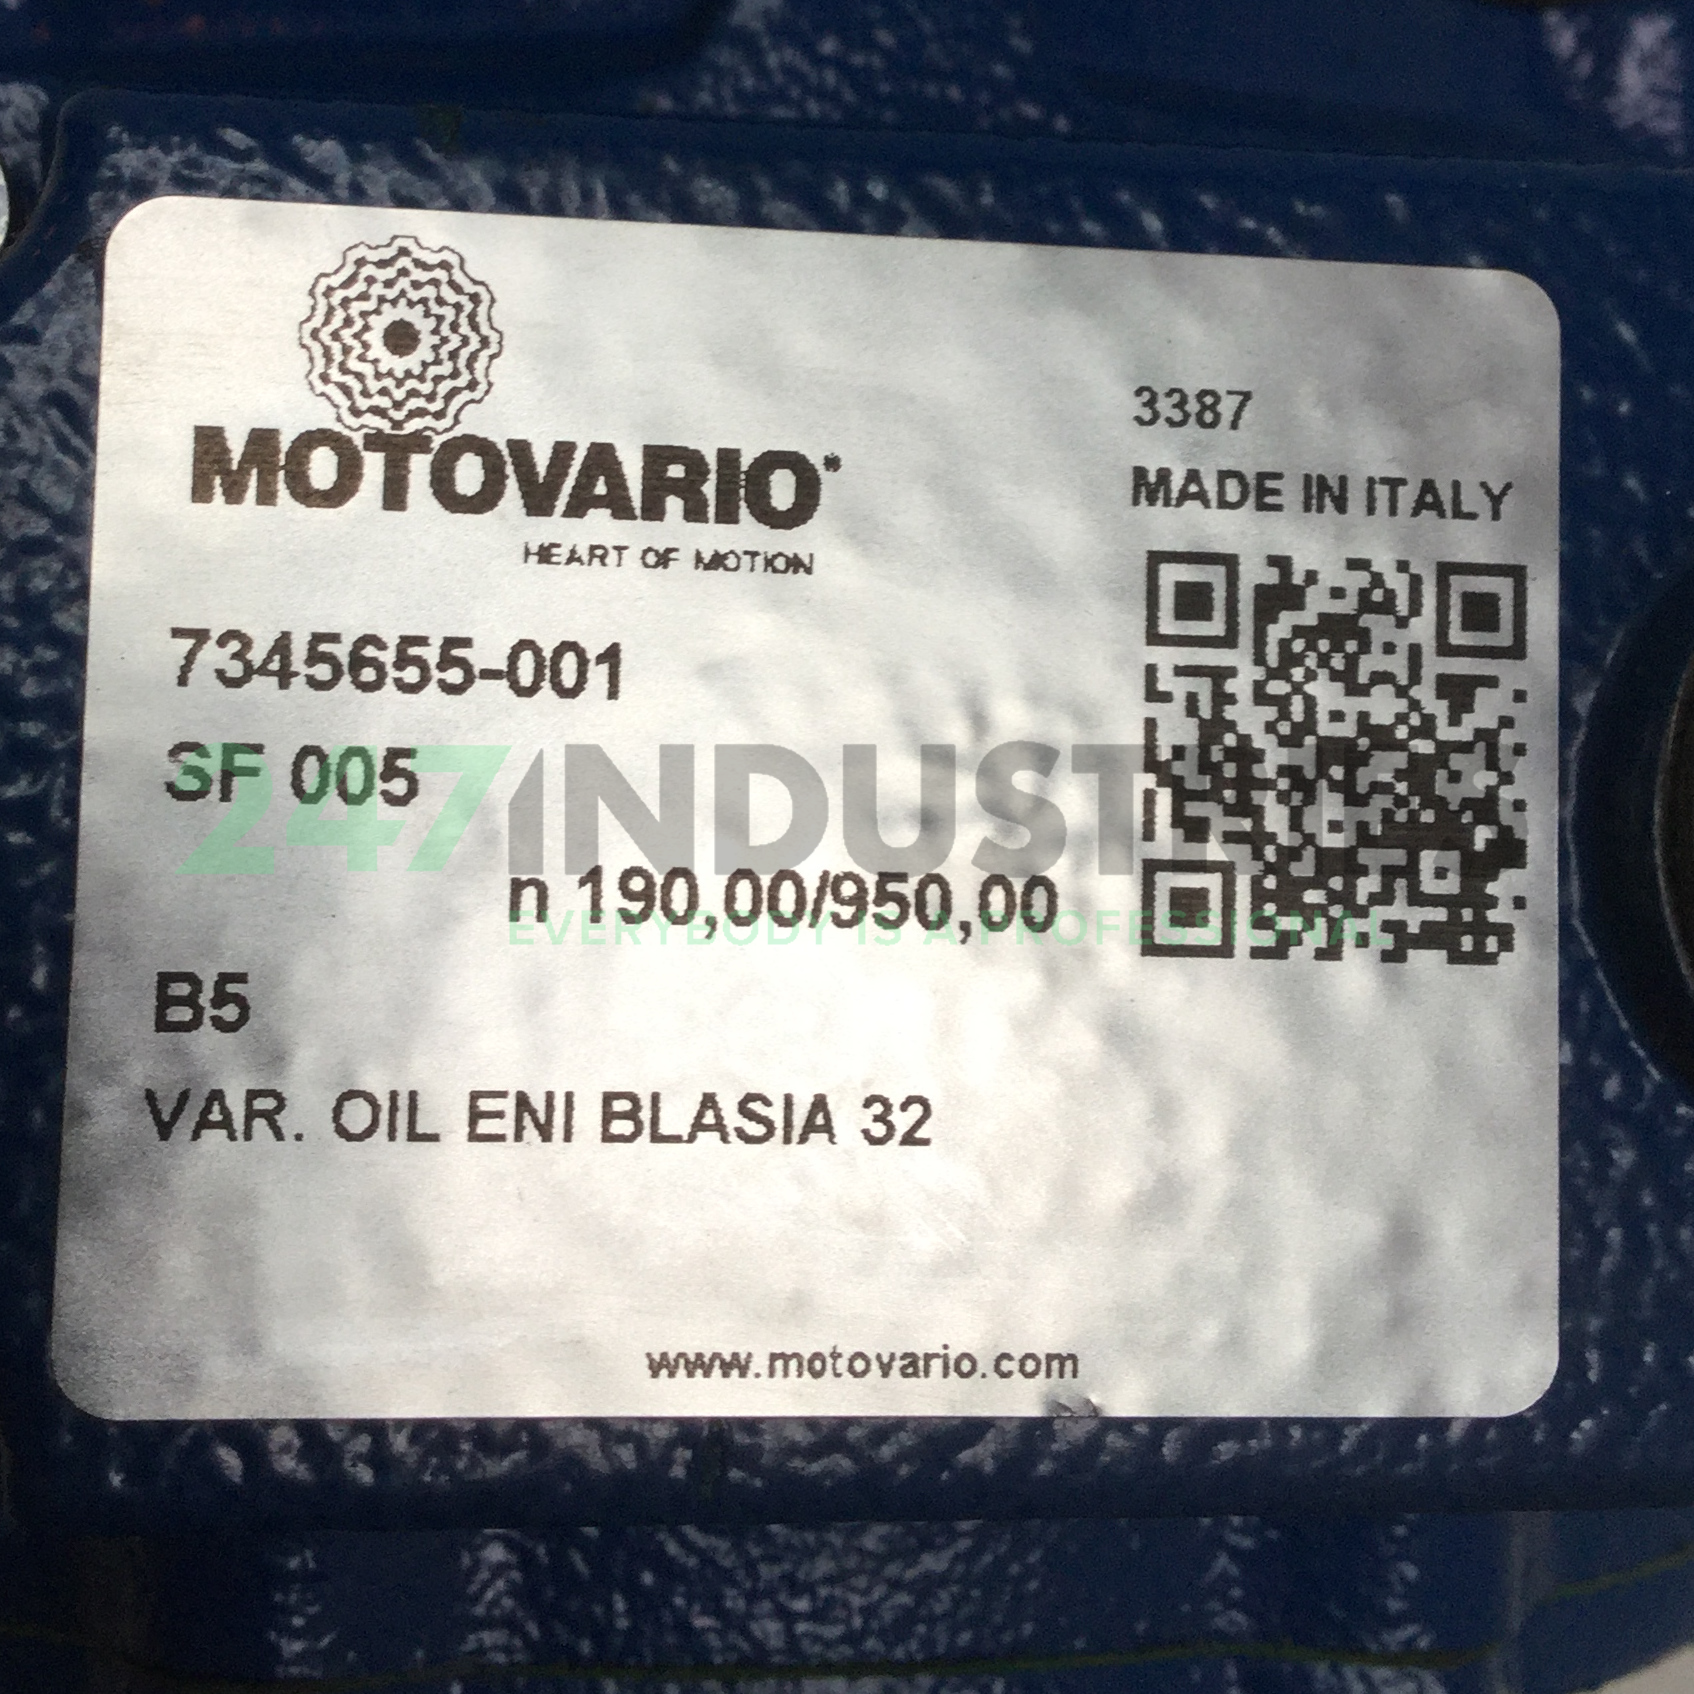 MOTOVARIO
HEART OF MOTION
3387
MADE IN ITALY
7345655-001
SF 005
247INDUSTRY
n 190,00/950,00
EVERYBODY IS A PROFESSIONAL
B5
VAR. OIL ENI BLASIA 32
www.motovario.com